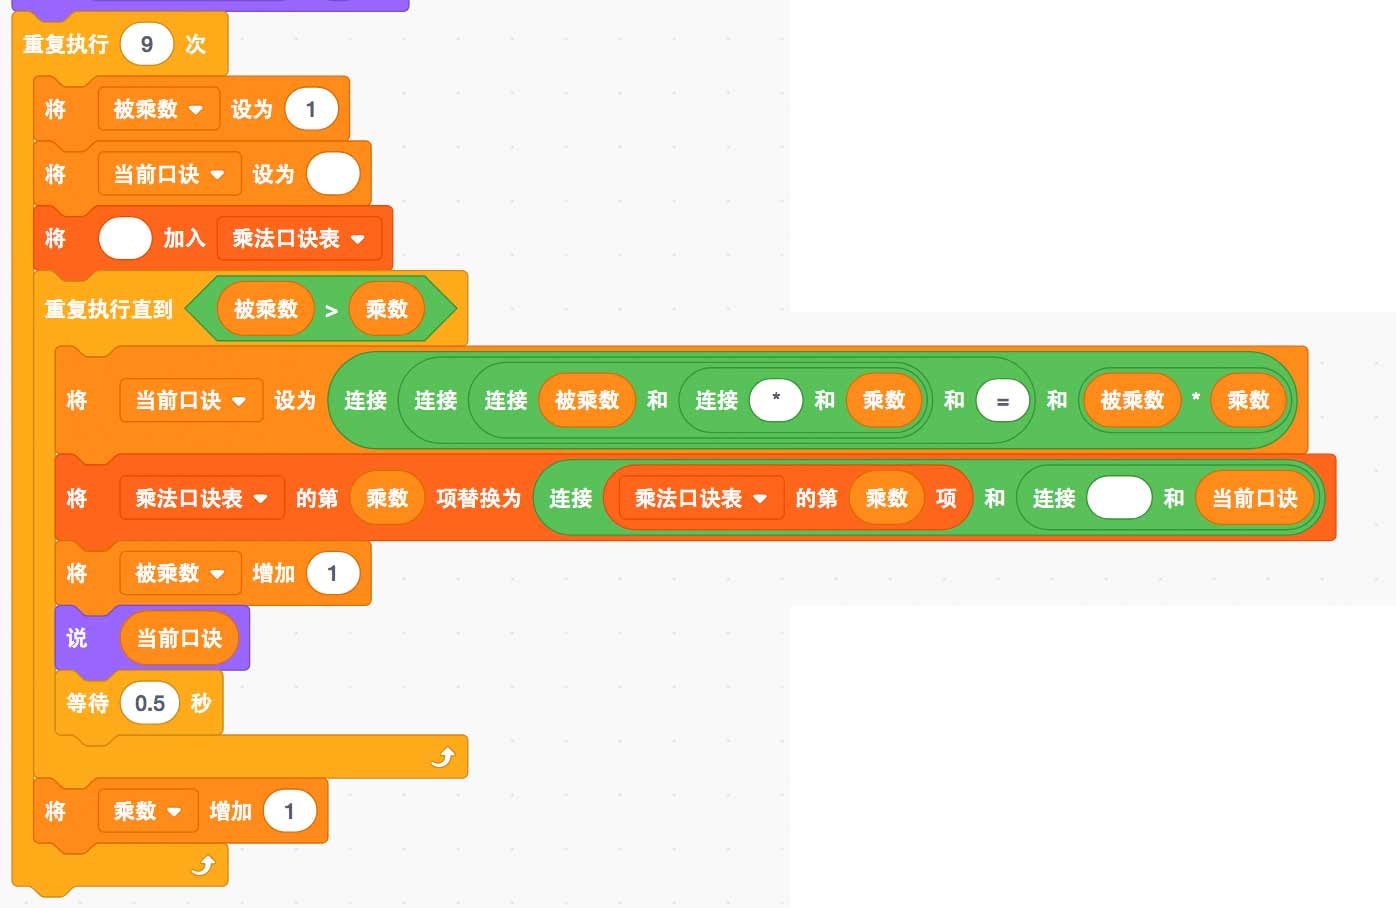 重复执行 9 次
将 被乘数 设为 1
将 当前口诀 设为
将 加入 乘法口诀表
重复执行直到 被乘数 > 乘数
将 当前口诀 设为 连接 连接 连接 被乘数 和 连接 * 和 乘数 和 = 和 被乘数 * 乘数
将 乘法口诀表 的第 乘数 项替换为 连接 乘法口诀表 的第 乘数 项 和 连接 和 当前口诀
将 被乘数 增加 1
说 当前口诀
等待 0.5 秒
将 乘数 增加 1